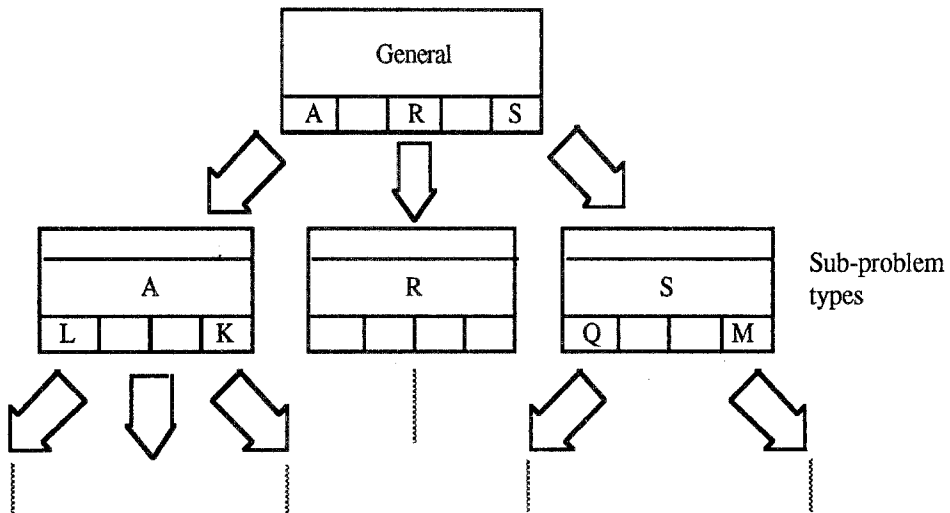 General
A R S
A
R
S
Sub-problem
types
L K
Q M